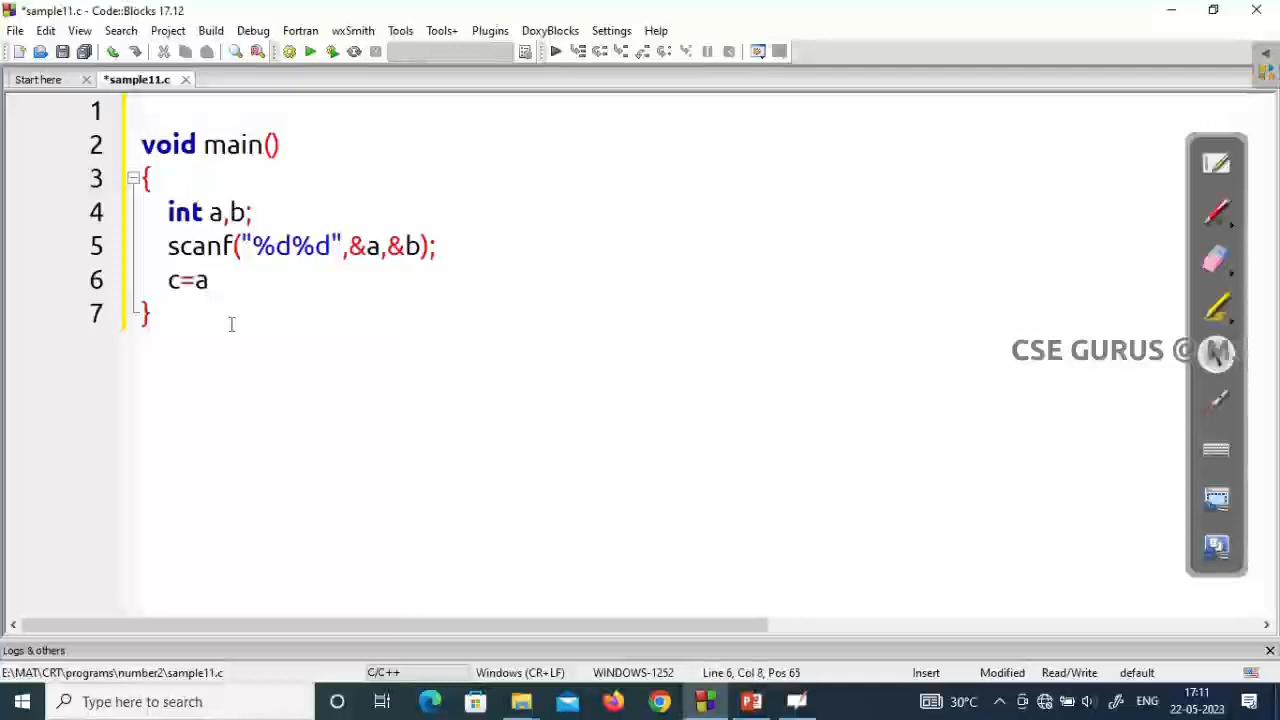 *sample11.c - Code::Blocks 17.12
File Edit View Search Project Build Debug Fortran wxSmith Tools Tools+ Plugins DoxyBlocks Settings Help
Start here *sample11.c
1
2 void main()
3 {
4 int a,b;
5 scanf("%d%d",&a,&b);
6 c=a
7 }
CSE GURUS @ M
Logs & others
E:\MAT\CRT\programs\number2\sample11.c C/C++ Windows (CR+LF) WINDOWS-1252 Line 6, Col 8, Pos 65 Insert Modified Read/Write default
Type here to search 30°C ENG 17:11
22-05-2023